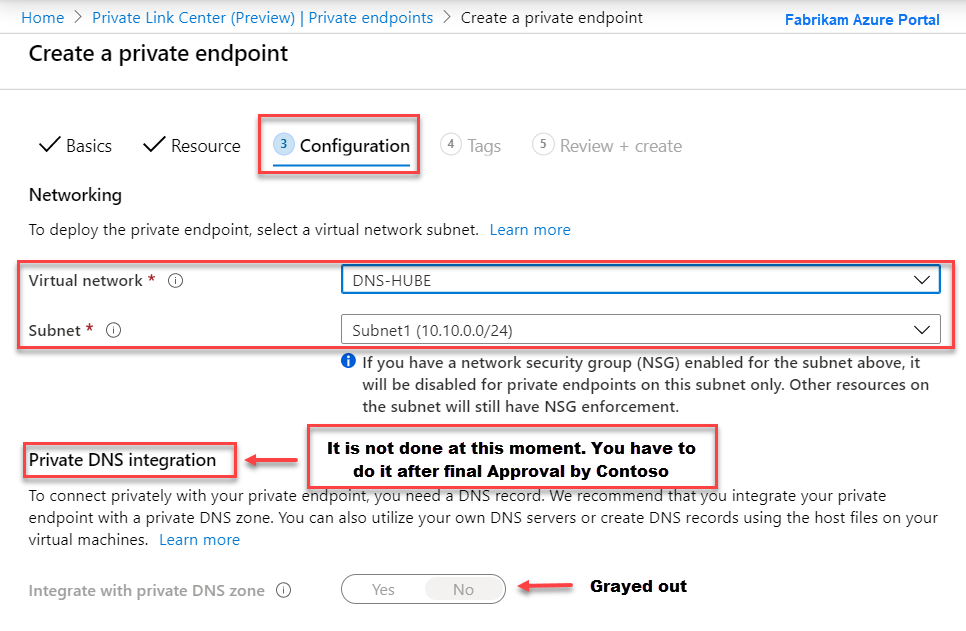 Home > Private Link Center (Preview) | Private endpoints > Create a private endpoint
Fabrikam Azure Portal
Create a private endpoint
Basics
Resource
3 Configuration
4 Tags
5 Review + create
Networking
To deploy the private endpoint, select a virtual network subnet. Learn more
Virtual network *
DNS-HUBE
Subnet *
Subnet1 (10.10.0.0/24)
If you have a network security group (NSG) enabled for the subnet above, it
will be disabled for private endpoints on this subnet only. Other resources on
the subnet will still have NSG enforcement.
Private DNS integration
It is not done at this moment. You have to
do it after final Approval by Contoso
To connect privately with your private endpoint, you need a DNS record. We recommend that you integrate your private
endpoint with a private DNS zone. You can also utilize your own DNS servers or create DNS records using the host files on your
virtual machines. Learn more
Integrate with private DNS zone
Yes No
Grayed out